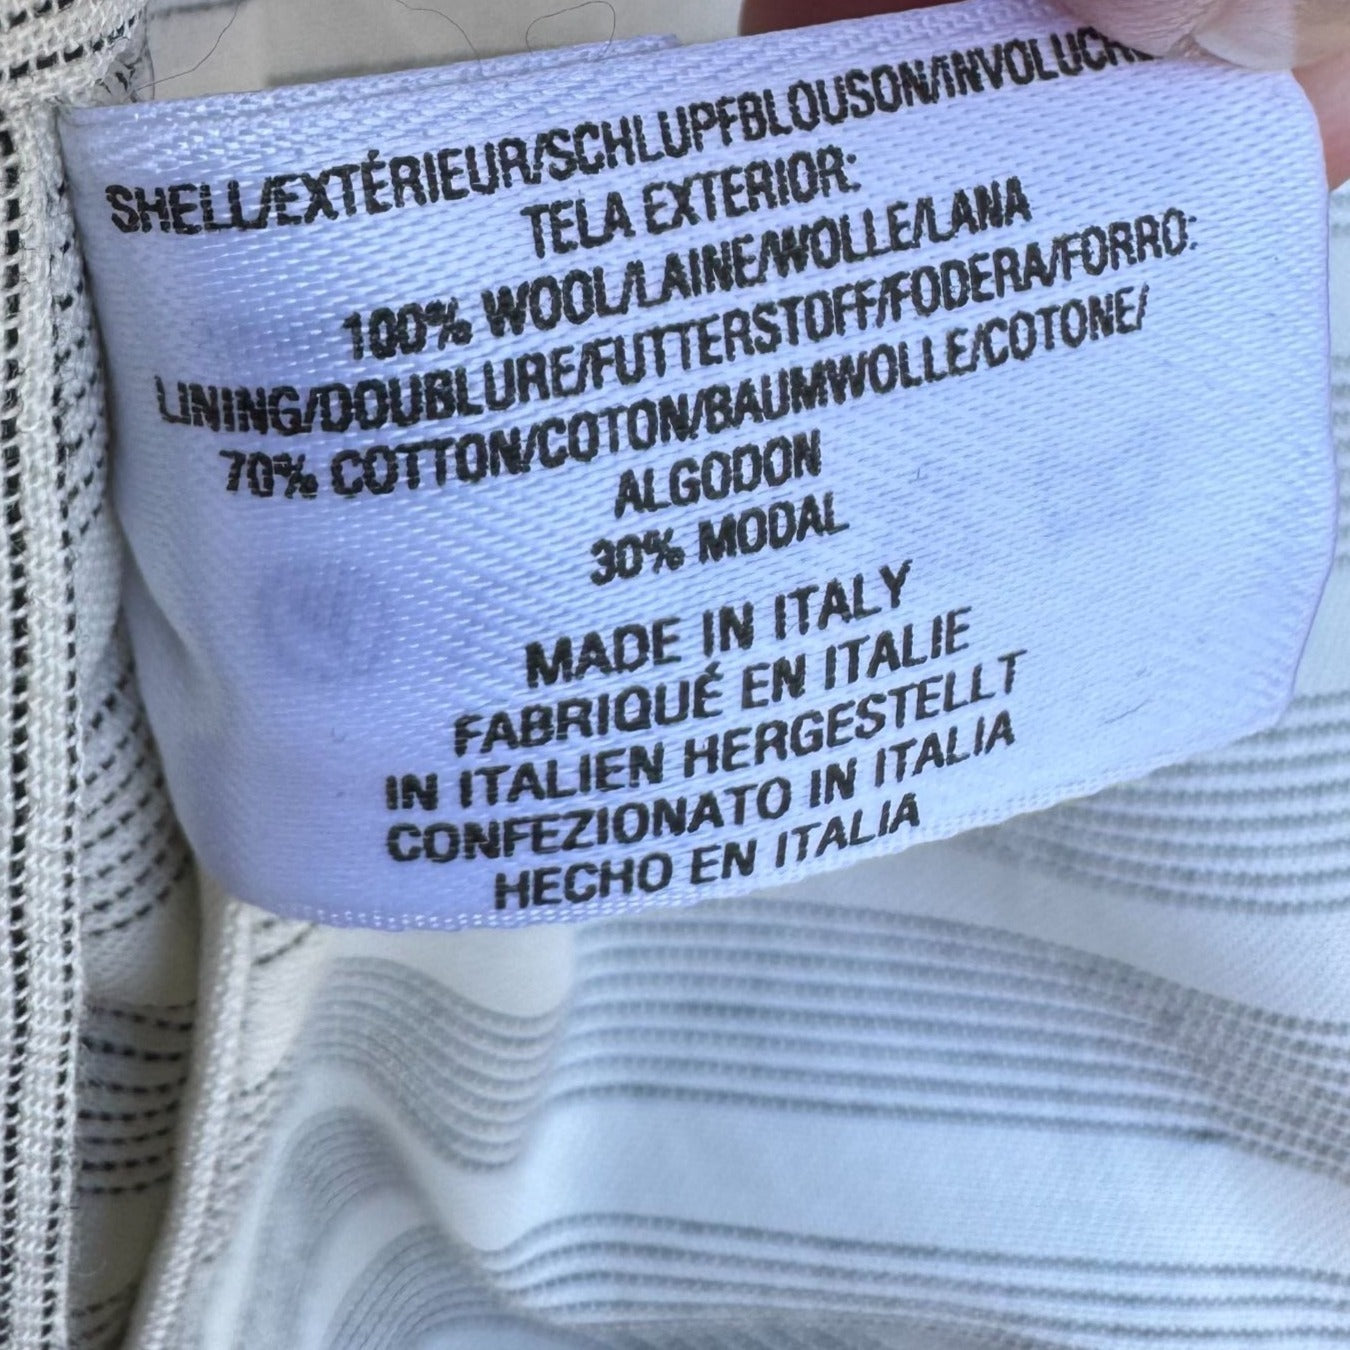 SHELL/EXTÉRIEUR/SCHLUPFBLOUSON/INVOLUCRE
TELA EXTERIOR:
100% WOOL/LAINE/WOLLE/LANA
LINING/DOUBLURE/FUTTERSTOFF/FODERA/FORRO:
70% COTTON/COTON/BAUMWOLLE/COTONE/
ALGODON
30% MODAL
MADE IN ITALY
FABRIQUÉ EN ITALIE
IN ITALIEN HERGESTELLT
CONFEZIONATO IN ITALIA
HECHO EN ITALIA